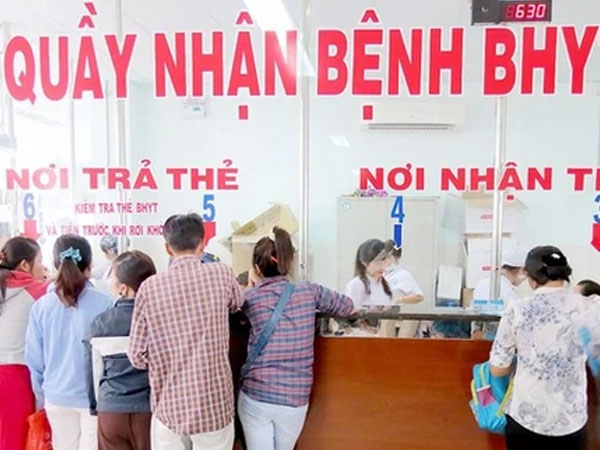 8630
QUẦY NHẬN BỆNH BHYT
NƠI TRẢ THẺ
NƠI NHẬN
6
KIỂM TRA THẺ BHYT
5
VÀ TIỀN TRƯỚC KHI RỜI
4
3